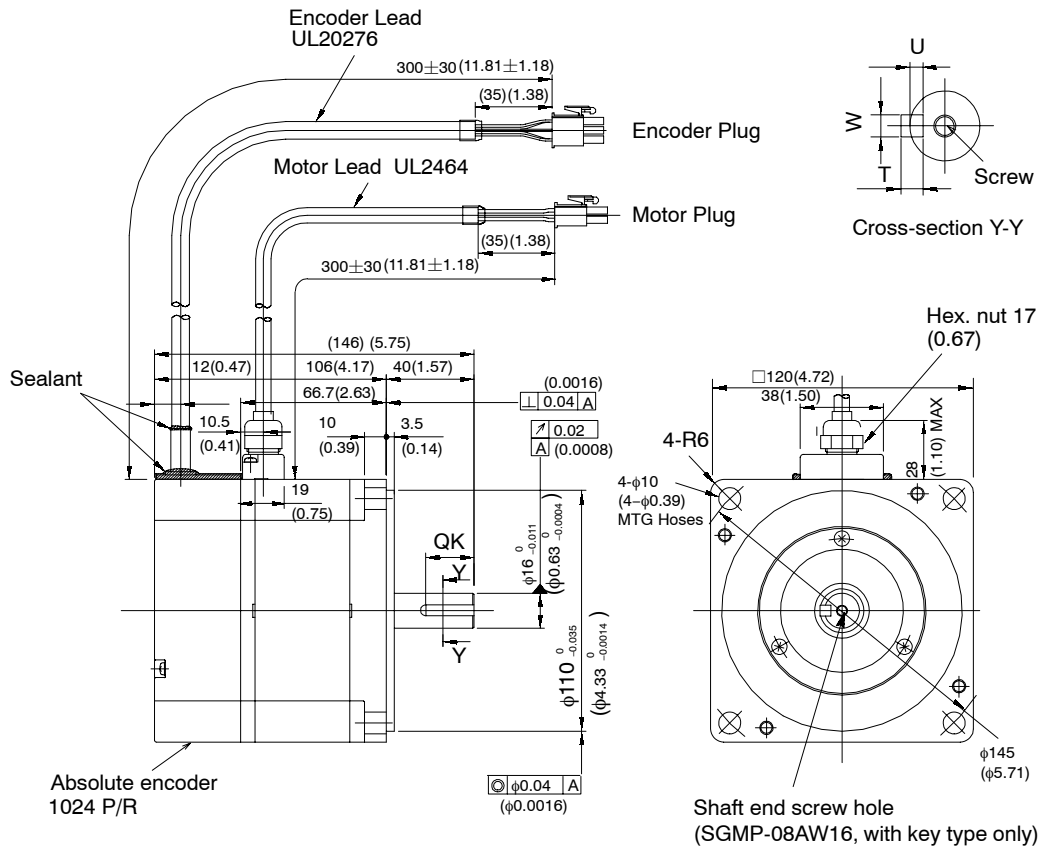 Encoder Lead
UL20276
300±30 (11.81±1.18)
(35)(1.38)
Encoder Plug
Motor Lead UL2464
Motor Plug
(35)(1.38)
300±30 (11.81±1.18)
U
W
T
Screw
Cross-section Y-Y
Hex. nut 17
(0.67)
(146) (5.75)
12(0.47)
106(4.17)
40(1.57)
66.7(2.63)
Sealant
10.5
(0.41)
10
(0.39)
3.5
(0.14)
(0.0016)
⊥ 0.04 A
↗ 0.02
A (0.0008)
19
(0.75)
QK
Y
Y
φ16 0 -0.011
(φ0.63 0 -0.0004)
φ110 0 -0.035
(φ4.33 0 -0.0014)
◎ φ0.04 A
(φ0.0016)
Absolute encoder
1024 P/R
□120(4.72)
38(1.50)
28
(1.10) MAX
4-R6
4-φ10
(4-φ0.39)
MTG Hoses
φ145
(φ5.71)
Shaft end screw hole
(SGMP-08AW16, with key type only)